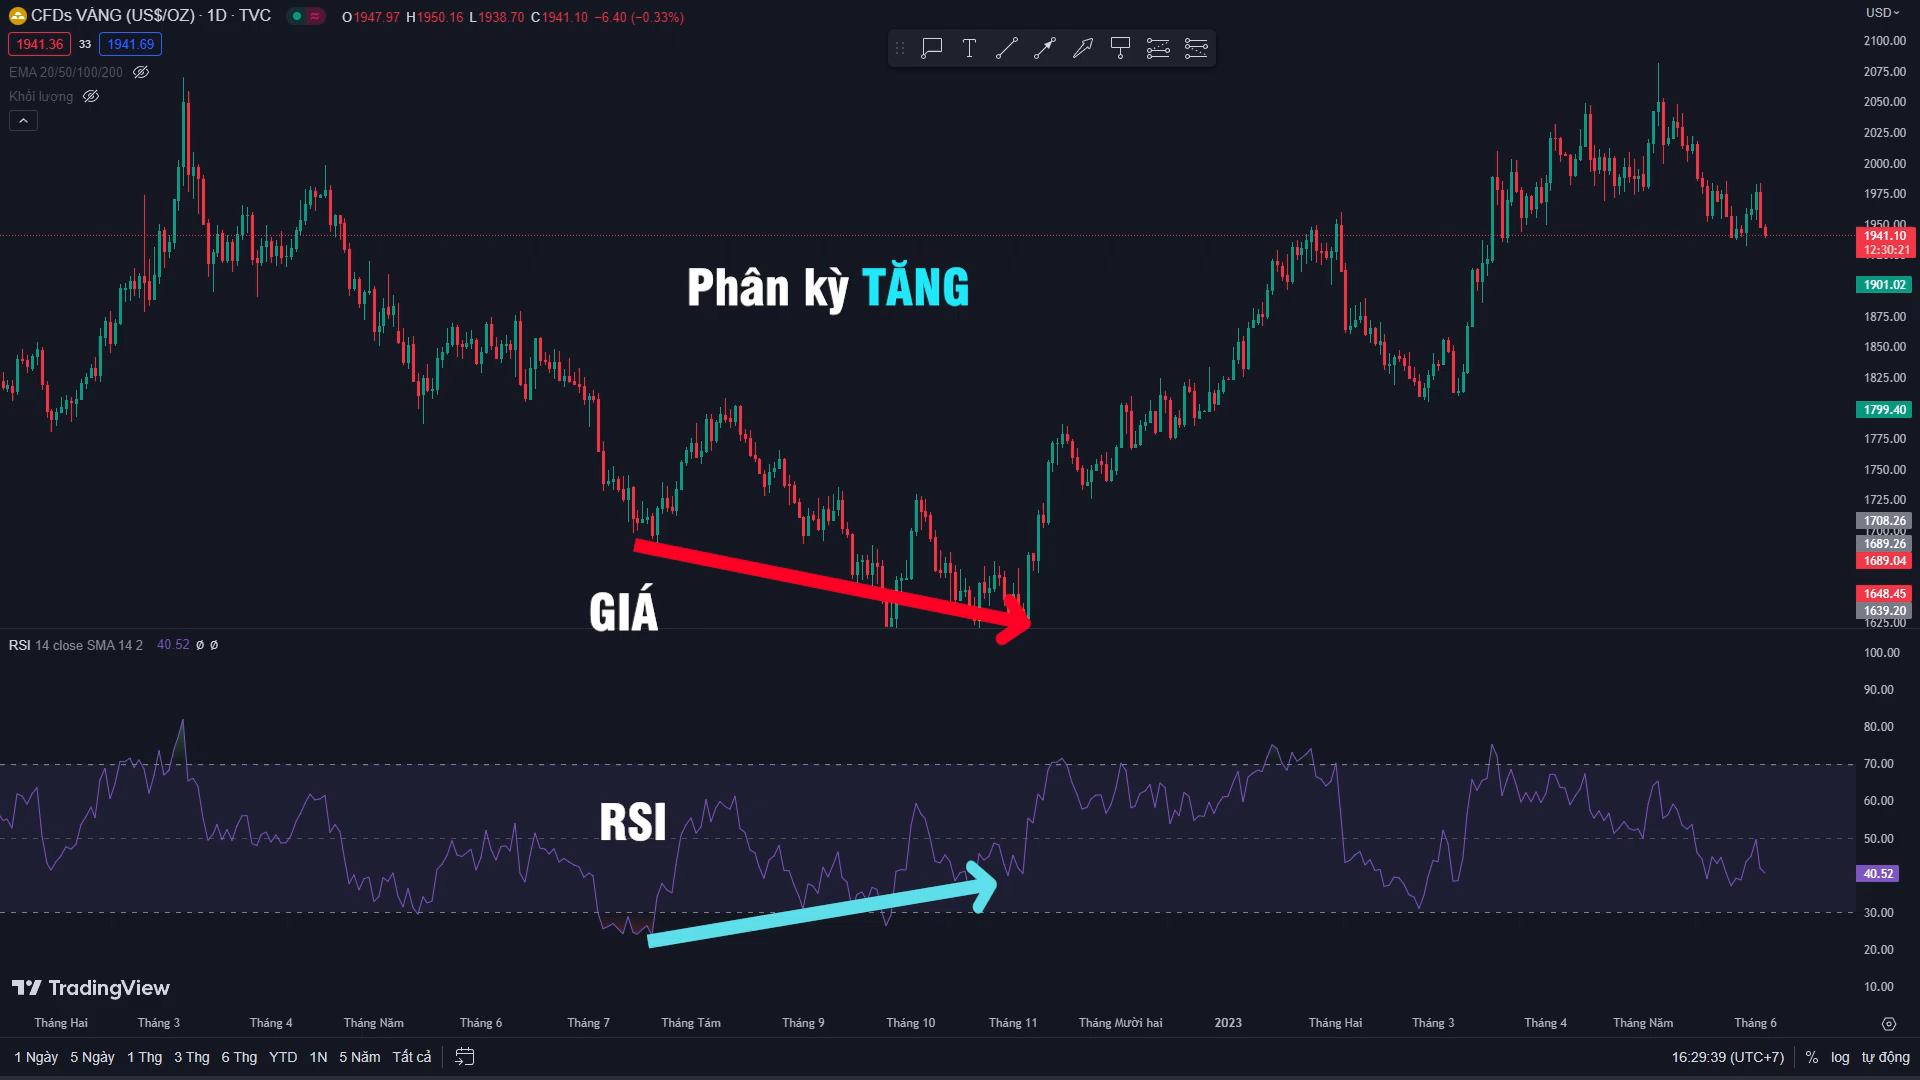 CFDs VÀNG (US$/OZ) · 1D · TVC
O1947.97 H1950.16 L1938.70 C1941.10 −6.40 (−0.33%)
1941.36 33 1941.69
EMA 20/50/100/200
Khối lượng
USD
2100.00
2075.00
2050.00
2025.00
2000.00
1975.00
1950.00
1941.10
12:30:21
1901.02
1875.00
1850.00
1825.00
1799.40
1775.00
1750.00
1725.00
1708.26
1700.00
1689.26
1689.04
1648.45
1639.20
1625.00
Phân kỳ TĂNG
GIÁ
RSI 14 close SMA 14 2 40.52 Ø Ø
RSI
100.00
90.00
80.00
70.00
60.00
50.00
40.52
30.00
20.00
10.00
TradingView
Tháng Hai Tháng 3 Tháng 4 Tháng Năm Tháng 6 Tháng 7 Tháng Tám Tháng 9 Tháng 10 Tháng 11 Tháng Mười hai 2023 Tháng Hai Tháng 3 Tháng 4 Tháng Năm Tháng 6
1 Ngày 5 Ngày 1 Thg 3 Thg 6 Thg YTD 1N 5 Năm Tất cả
16:29:39 (UTC+7) % log tự động